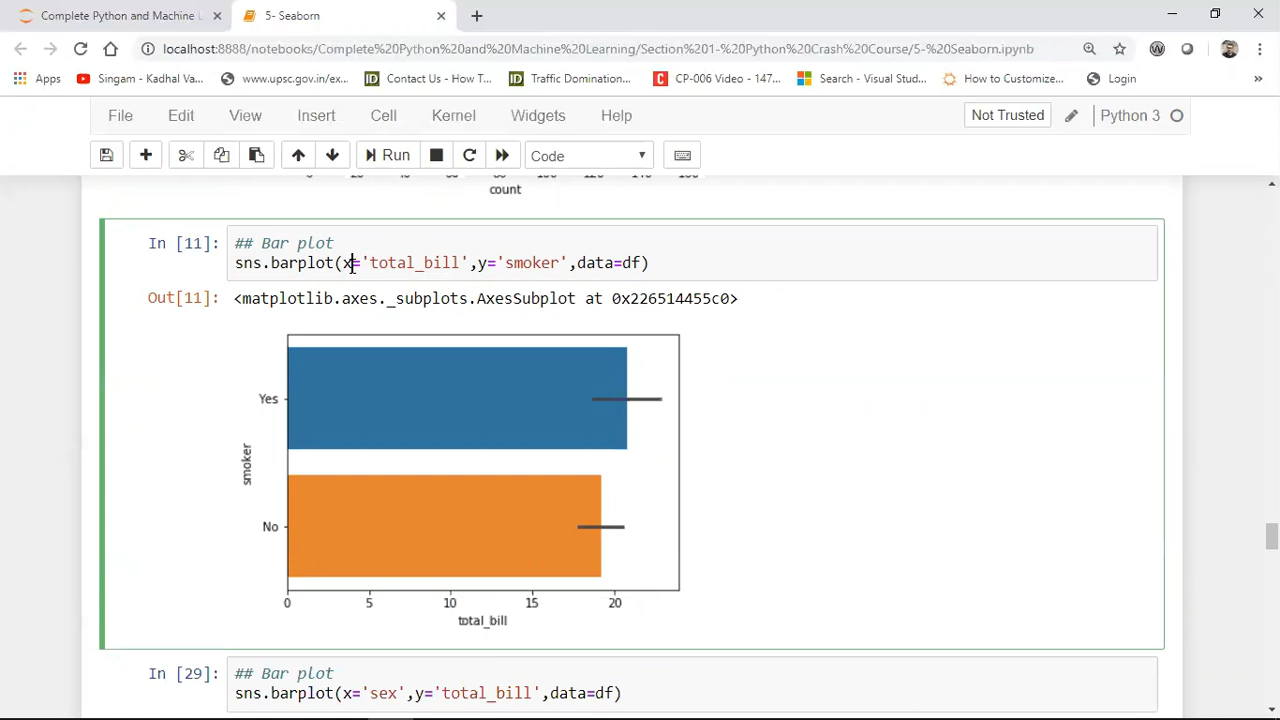 Complete Python and Machine L
5- Seaborn
localhost:8888/notebooks/Complete%20Python%20and%20Machine%20Learning/Section%201-%20Python%20Crash%20Course/5-%20Seaborn.ipynb
Apps
Singam - Kadhal Va...
www.upsc.gov.in/ex...
Contact Us - How T...
Traffic Domination...
CP-006 Video - 147...
Search - Visual Stud...
How to Customize...
Login
File Edit View Insert Cell Kernel Widgets Help
Not Trusted
Python 3
Run
Code
count
In [11]: ## Bar plot
sns.barplot(x='total_bill',y='smoker',data=df)
Out[11]: <matplotlib.axes._subplots.AxesSubplot at 0x226514455c0>
Yes
smoker
No
0 5 10 15 20
total_bill
In [29]: ## Bar plot
sns.barplot(x='sex',y='total_bill',data=df)